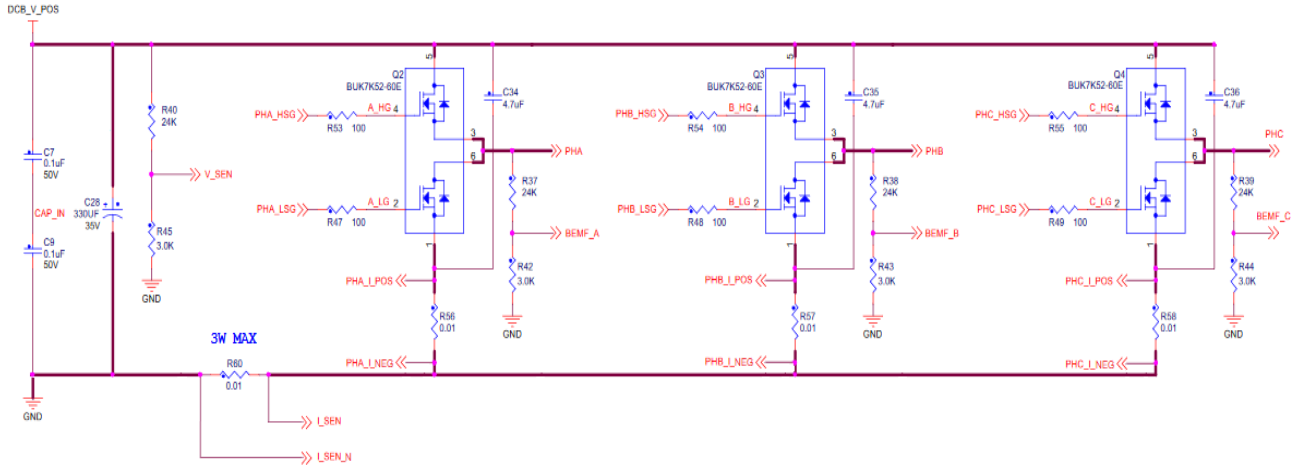 DCB_V_POS
R40
24K
C7
0.1uF
50V
CAP_IN
C28
330UF
35V
V_SEN
R45
3.0K
C9
0.1uF
50V
GND
GND
PHA_HSG
R53
100
A_HG
4
Q2
BUK7K52-60E
5
C34
4.7uF
3
6
PHA
R37
24K
PHA_LSG
R47
100
A_LG
2
1
BEMF_A
R42
3.0K
GND
PHA_I_POS
R56
0.01
PHA_I_NEG
PHB_HSG
R54
100
B_HG
4
Q3
BUK7K52-60E
5
C35
4.7uF
3
6
PHB
R38
24K
PHB_LSG
R48
100
B_LG
2
1
BEMF_B
R43
3.0K
GND
PHB_I_POS
R57
0.01
PHB_I_NEG
PHC_HSG
R55
100
C_HG
4
Q4
BUK7K52-60E
5
C36
4.7uF
3
6
PHC
R39
24K
PHC_LSG
R49
100
C_LG
2
1
BEMF_C
R44
3.0K
GND
PHC_I_POS
R58
0.01
PHC_I_NEG
3W MAX
R60
0.01
I_SEN
I_SEN_N